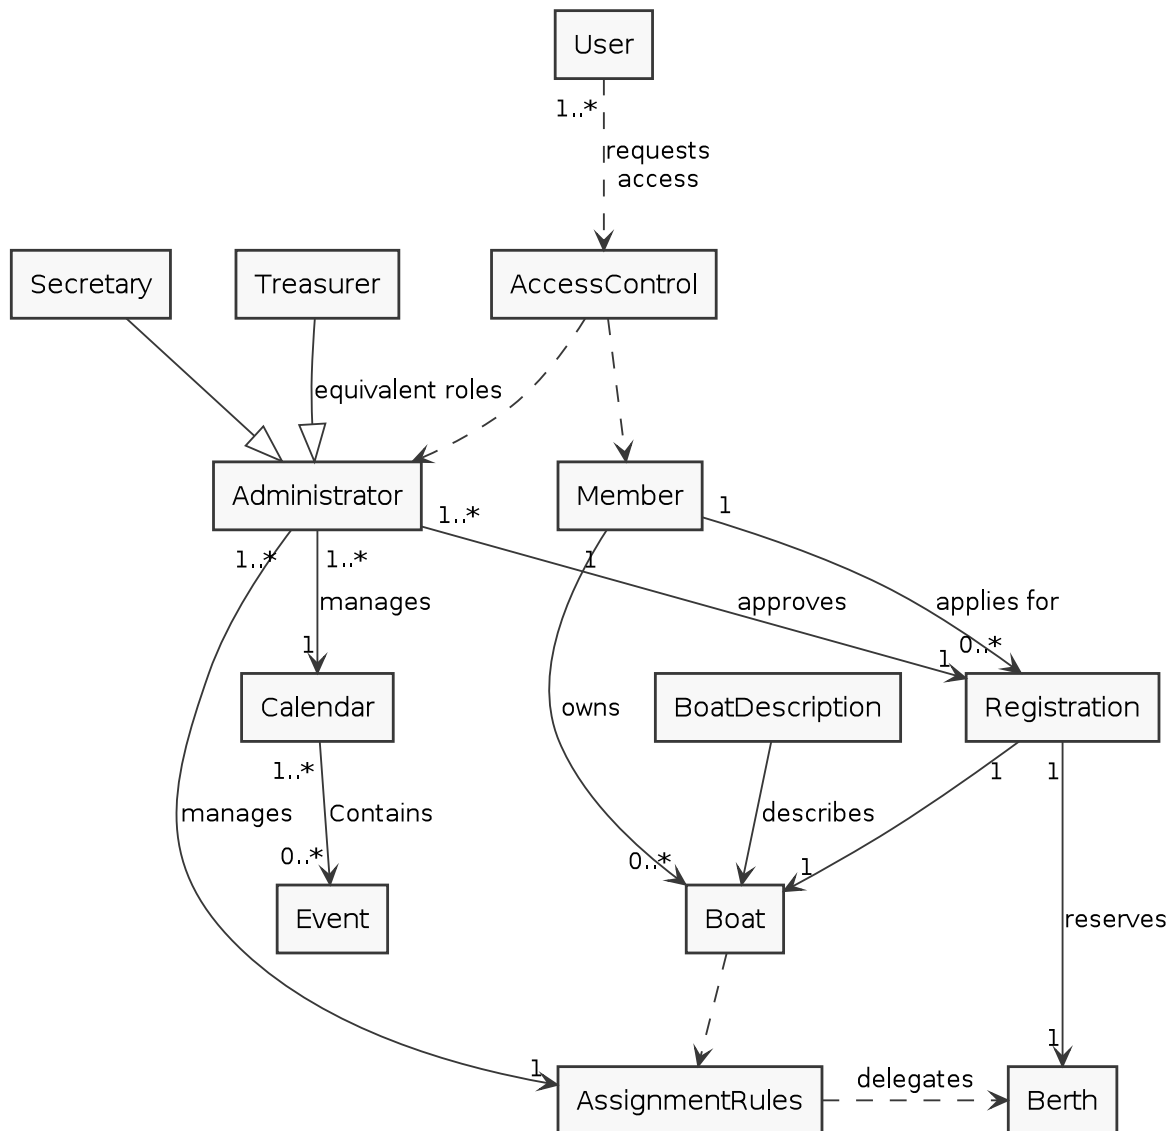 User
1..*
requests
access
Secretary
Treasurer
AccessControl
equivalent roles
Administrator
Member
1..*
1
1..*
1..*
1
manages
approves
applies for
1
1
0..*
Calendar
owns
BoatDescription
Registration
1..*
1
1
manages
Contains
describes
0..*
0..*
1
Event
Boat
reserves
1
1
delegates
AssignmentRules
Berth